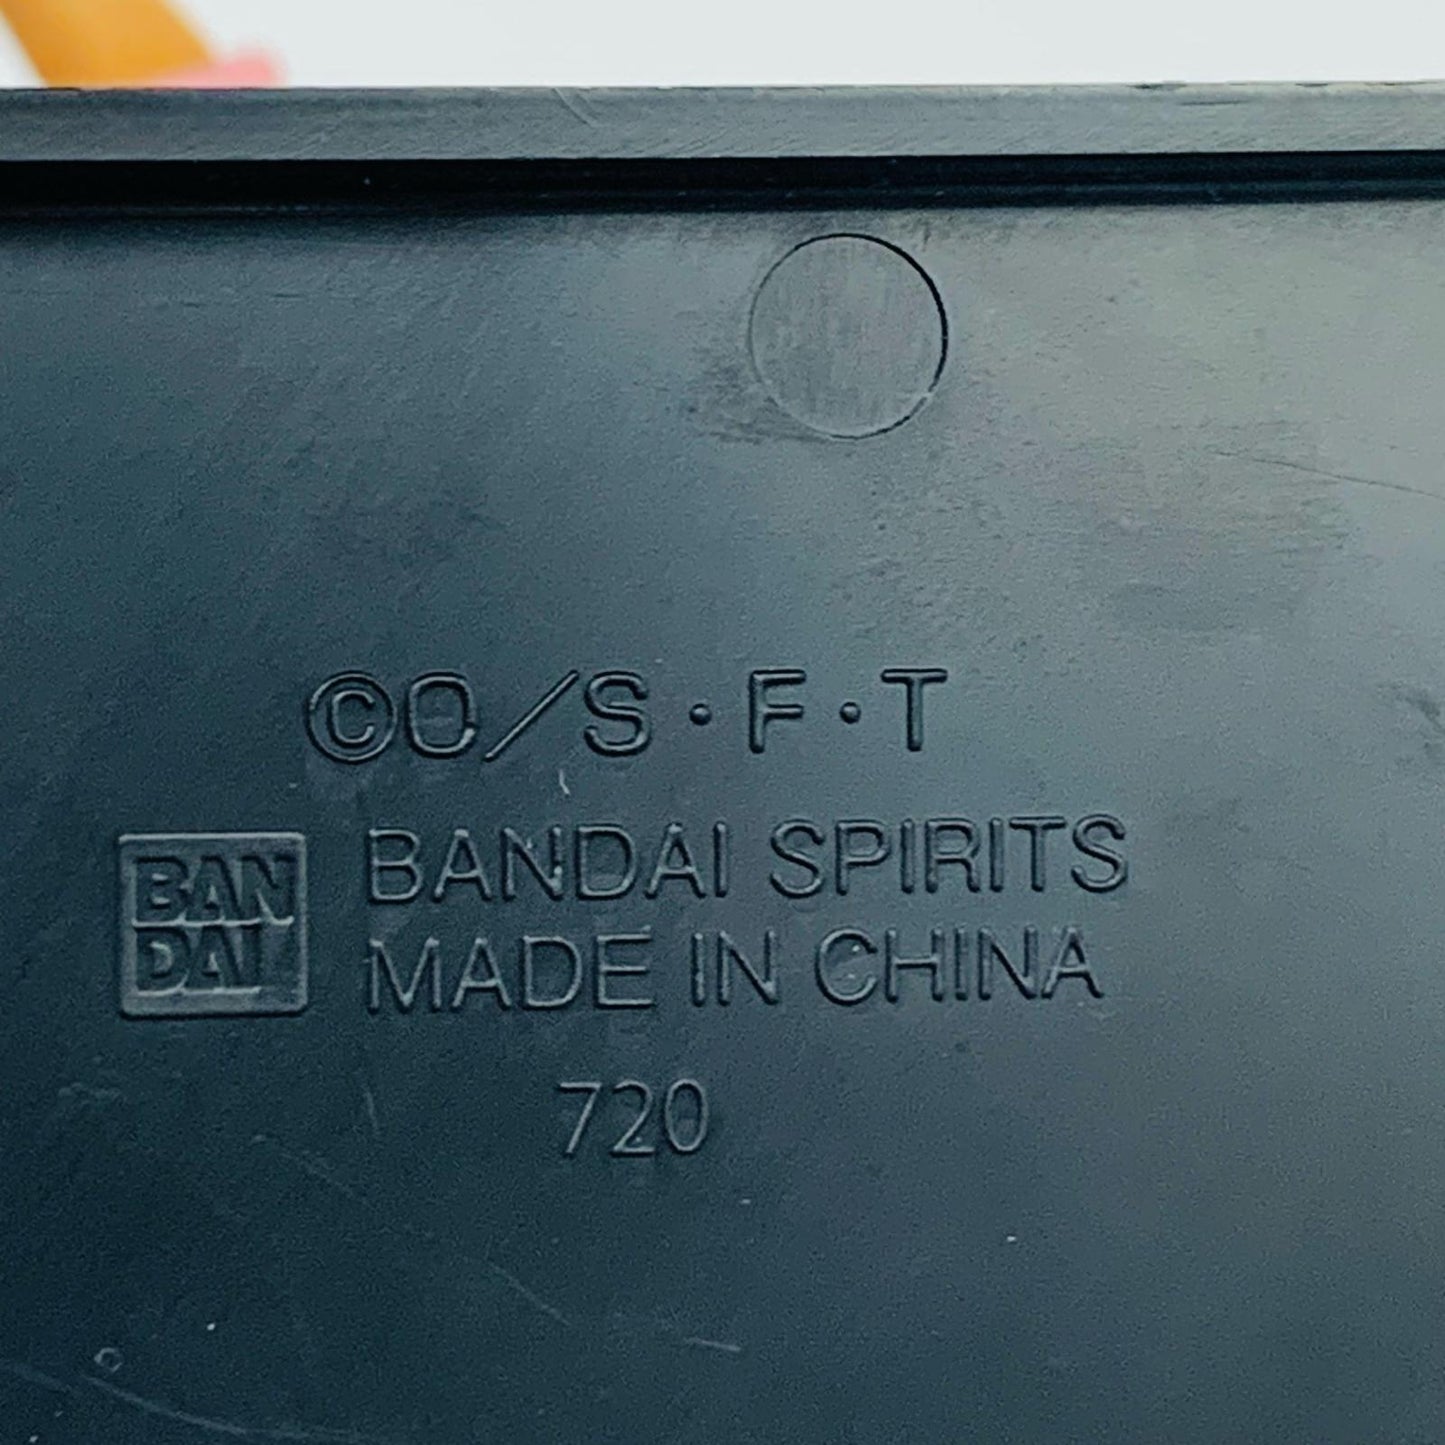 ©O/S・F・T
BAN
DAI
BANDAI SPIRITS
MADE IN CHINA
720